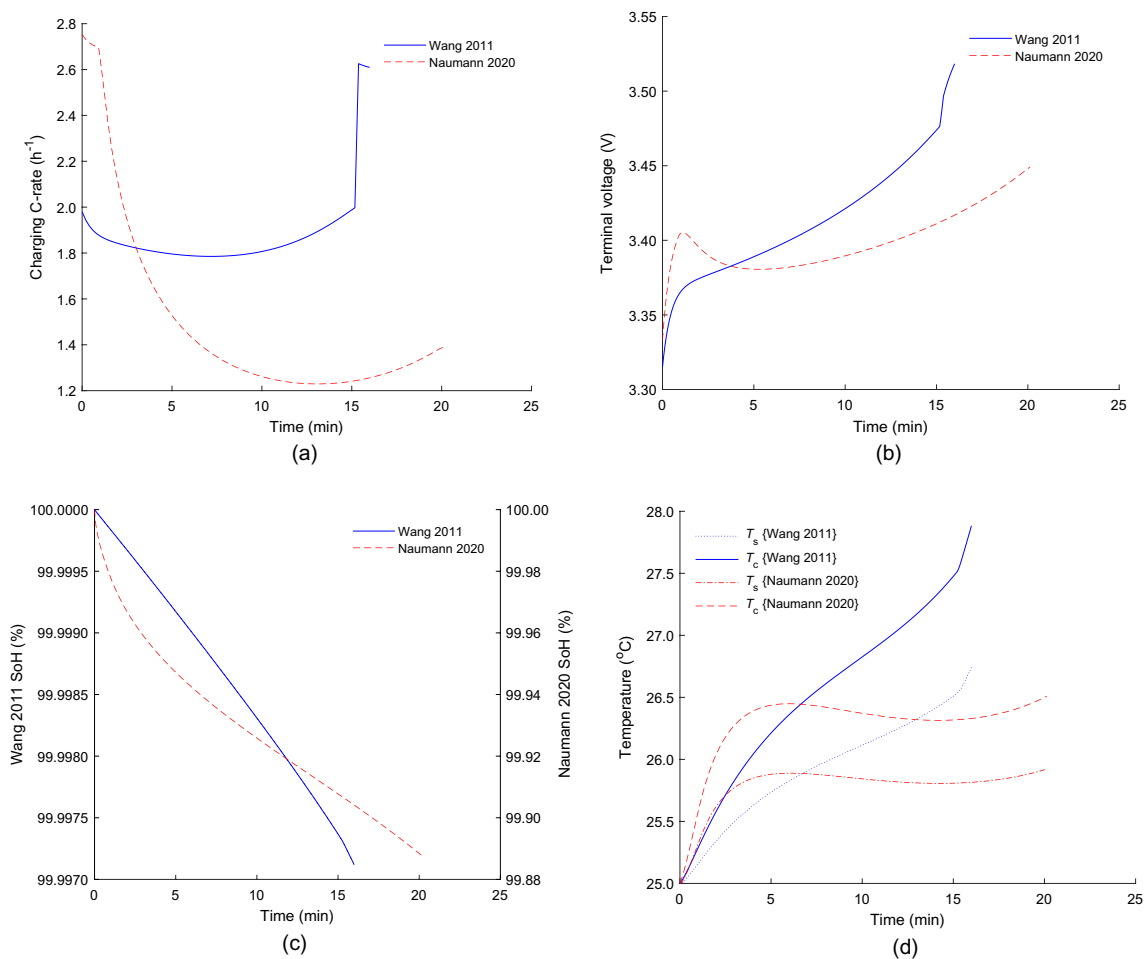 2.8
2.6
2.4
2.2
2.0
1.8
1.6
1.4
1.2
0 5 10 15 20 25
Charging C-rate (h-1)
Time (min)
Wang 2011
Naumann 2020
(a)
3.55
3.50
3.45
3.40
3.35
3.30
0 5 10 15 20 25
Terminal voltage (V)
Time (min)
Wang 2011
Naumann 2020
(b)
100.0000
99.9995
99.9990
99.9985
99.9980
99.9975
99.9970
0 5 10 15 20 25
Wang 2011 SoH (%)
Time (min)
Wang 2011
Naumann 2020
100.00
99.98
99.96
99.94
99.92
99.90
99.88
Naumann 2020 SoH (%)
(c)
28.0
27.5
27.0
26.5
26.0
25.5
25.0
0 5 10 15 20 25
Temperature (oC)
Time (min)
Ts {Wang 2011}
Tc {Wang 2011}
Ts {Naumann 2020}
Tc {Naumann 2020}
(d)